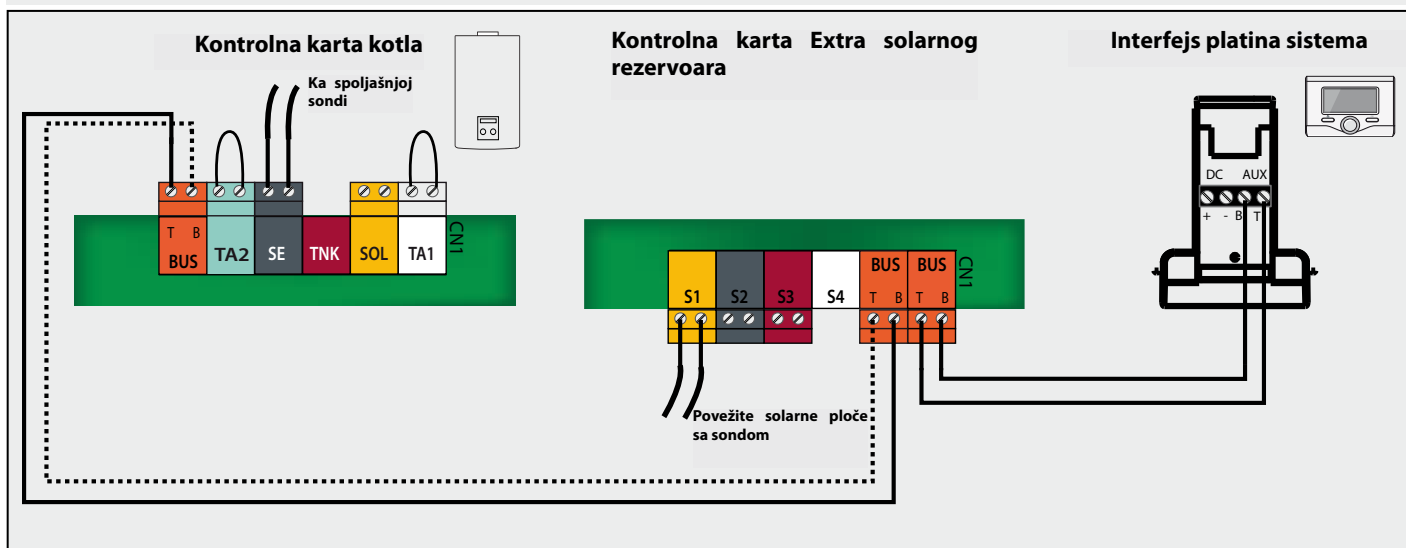 Kontrolna karta kotla
Ka spoljašnjoj
sondi
T B
BUS
TA2
SE
TNK
SOL
TA1
CN1
Kontrolna karta Extra solarnog
rezervoara
S1
S2
S3
S4
BUS
T B
BUS
T B
CN1
Povežite solarne ploče
sa sondom
Interfejs platina sistema
DC AUX
+ - B T